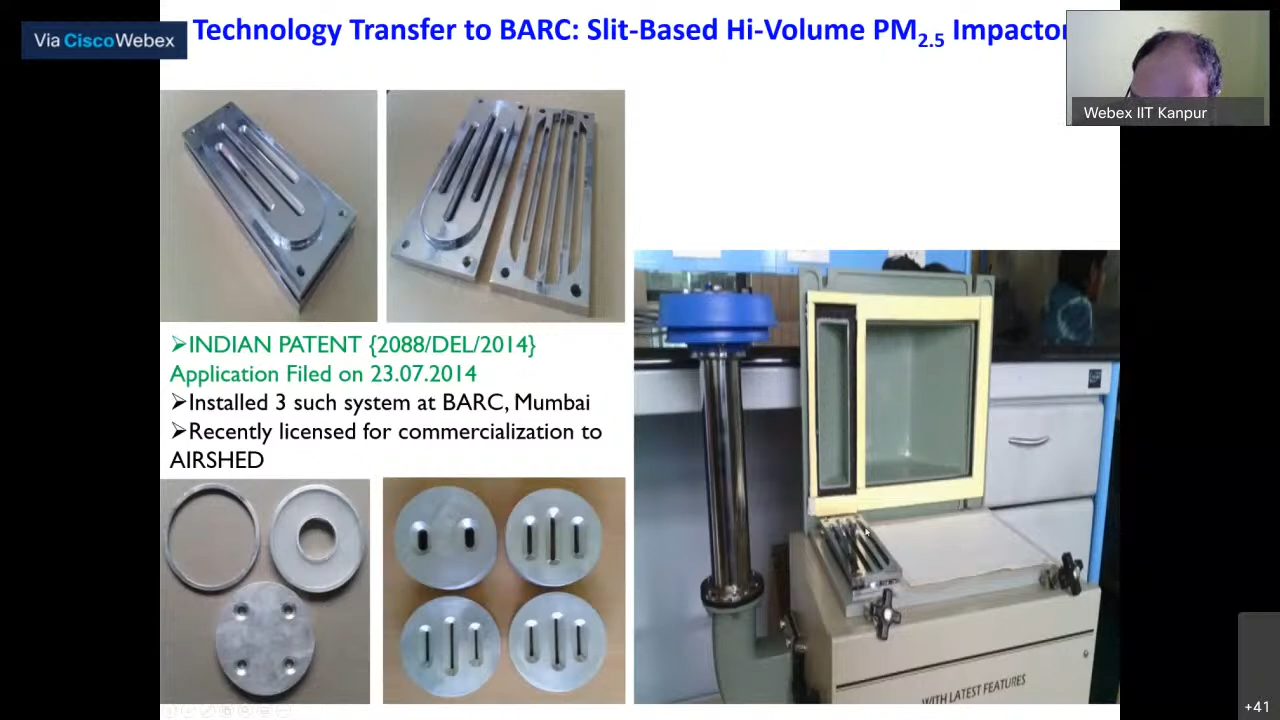 Via Cisco Webex
Technology Transfer to BARC: Slit-Based Hi-Volume PM2.5 Impactor
Webex IIT Kanpur
➢INDIAN PATENT {2088/DEL/2014}
Application Filed on 23.07.2014
➢Installed 3 such system at BARC, Mumbai
➢Recently licensed for commercialization to
AIRSHED
WITH LATEST FEATURES
+41